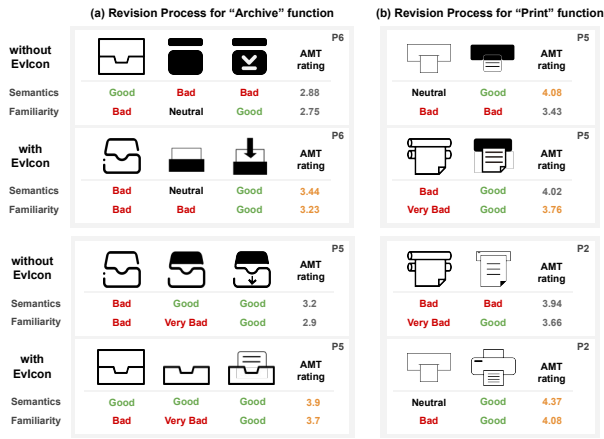 (a) Revision Process for “Archive” function
(b) Revision Process for “Print” function
without EvIcon
P6
AMT rating
P5
AMT rating
Semantics Good Bad Bad 2.88 Neutral Good 4.08
Familiarity Bad Neutral Good 2.75 Bad Bad 3.43
with EvIcon
P6
AMT rating
P5
AMT rating
Semantics Bad Neutral Good 3.44 Bad Good 4.02
Familiarity Bad Bad Good 3.23 Very Bad Good 3.76
without EvIcon
P5
AMT rating
P2
AMT rating
Semantics Bad Good Good 3.2 Bad Bad 3.94
Familiarity Bad Very Bad Good 2.9 Very Bad Good 3.66
with EvIcon
P5
AMT rating
P2
AMT rating
Semantics Good Good Good 3.9 Neutral Good 4.37
Familiarity Bad Very Bad Good 3.7 Bad Good 4.08